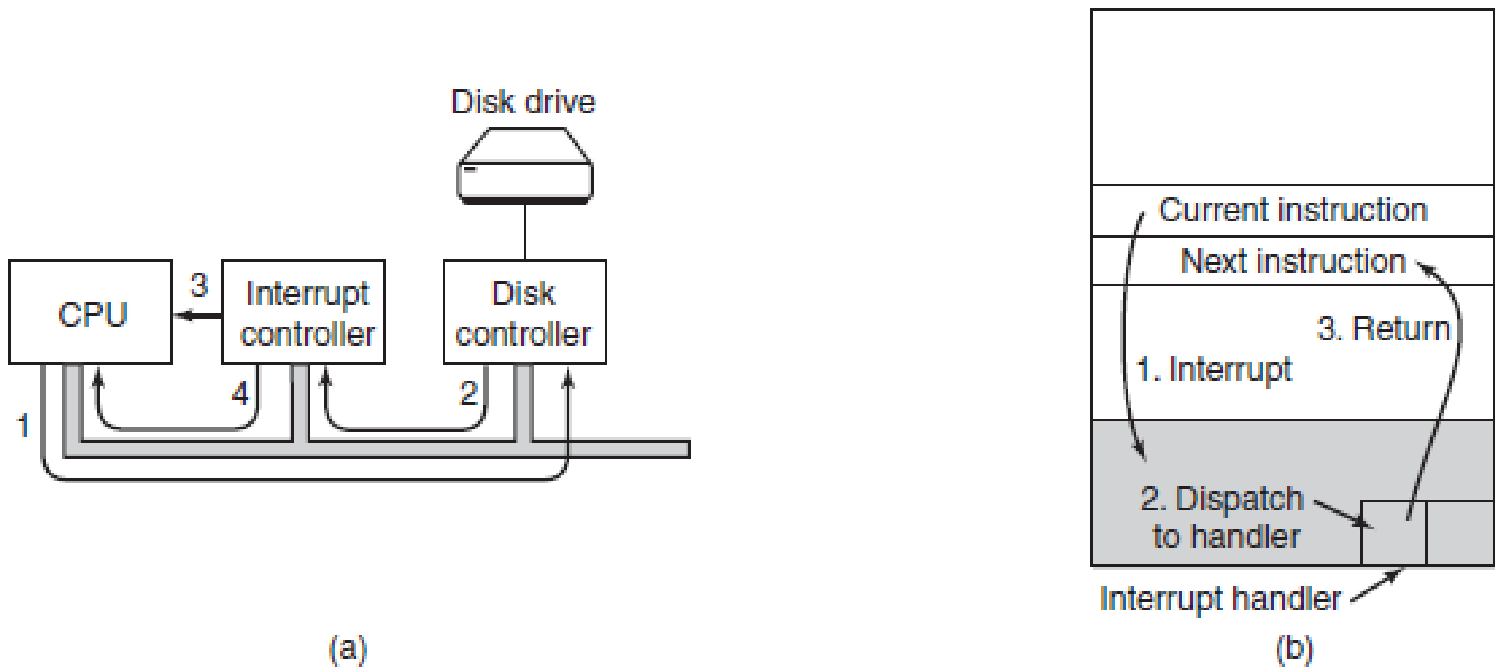 Disk drive
CPU
3
Interrupt
controller
Disk
controller
1
4
2
(a)
Current instruction
Next instruction
3. Return
1. Interrupt
2. Dispatch
to handler
Interrupt handler
(b)